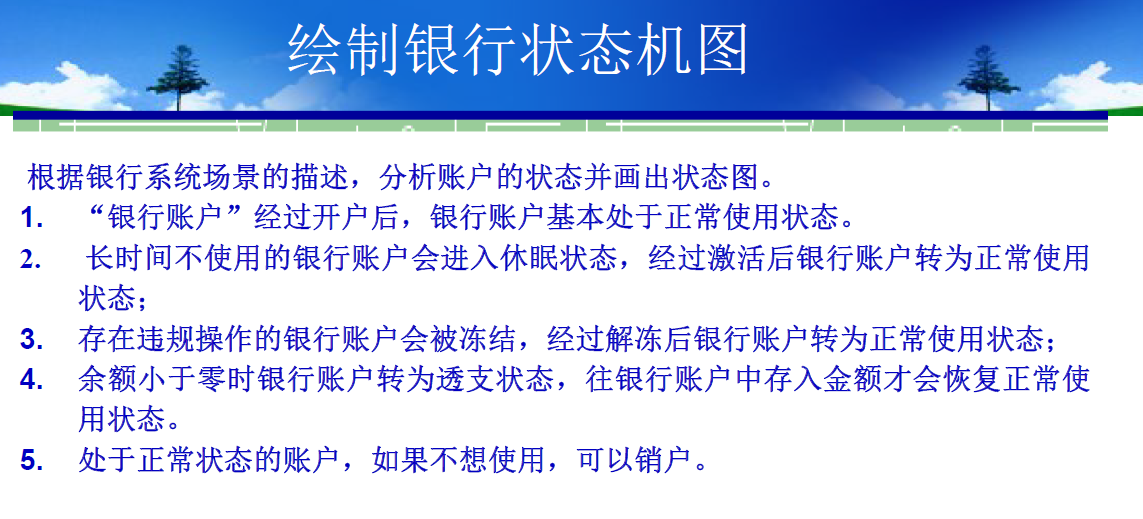 绘制银行状态机图
根据银行系统场景的描述，分析账户的状态并画出状态图。
1. “银行账户”经过开户后，银行账户基本处于正常使用状态。
2. 长时间不使用的银行账户会进入休眠状态，经过激活后银行账户转为正常使用
状态；
3. 存在违规操作的银行账户会被冻结，经过解冻后银行账户转为正常使用状态；
4. 余额小于零时银行账户转为透支状态，往银行账户中存入金额才会恢复正常使
用状态。
5. 处于正常状态的账户，如果不想使用，可以销户。